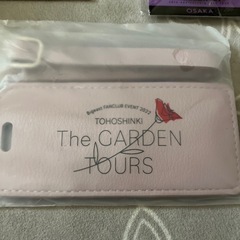 OSAKA
Bigeast FANCLUB EVENT 2023
TOHOSHINKI
The GARDEN
TOURS